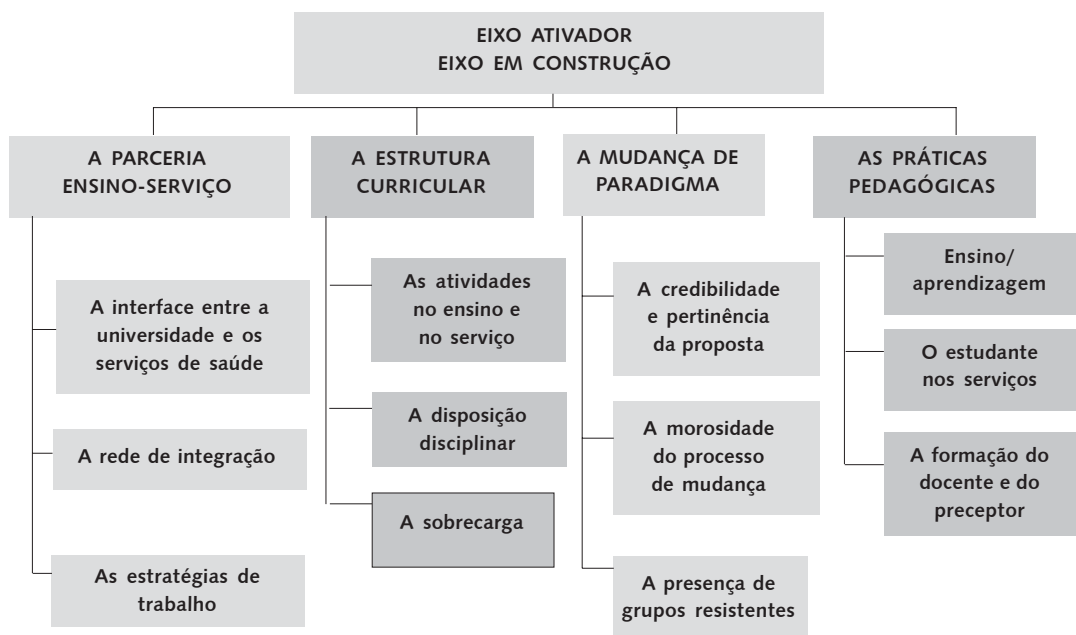 EIXO ATIVADOR
EIXO EM CONSTRUÇÃO
A PARCERIA
ENSINO-SERVIÇO
A interface entre a
universidade e os
serviços de saúde
A rede de integração
As estratégias de
trabalho
A ESTRUTURA
CURRICULAR
As atividades
no ensino e
no serviço
A disposição
disciplinar
A sobrecarga
A MUDANÇA DE
PARADIGMA
A credibilidade
e pertinência
da proposta
A morosidade
do processo
de mudança
A presença de
grupos resistentes
AS PRÁTICAS
PEDAGÓGICAS
Ensino/
aprendizagem
O estudante
nos serviços
A formação do
docente e do
preceptor